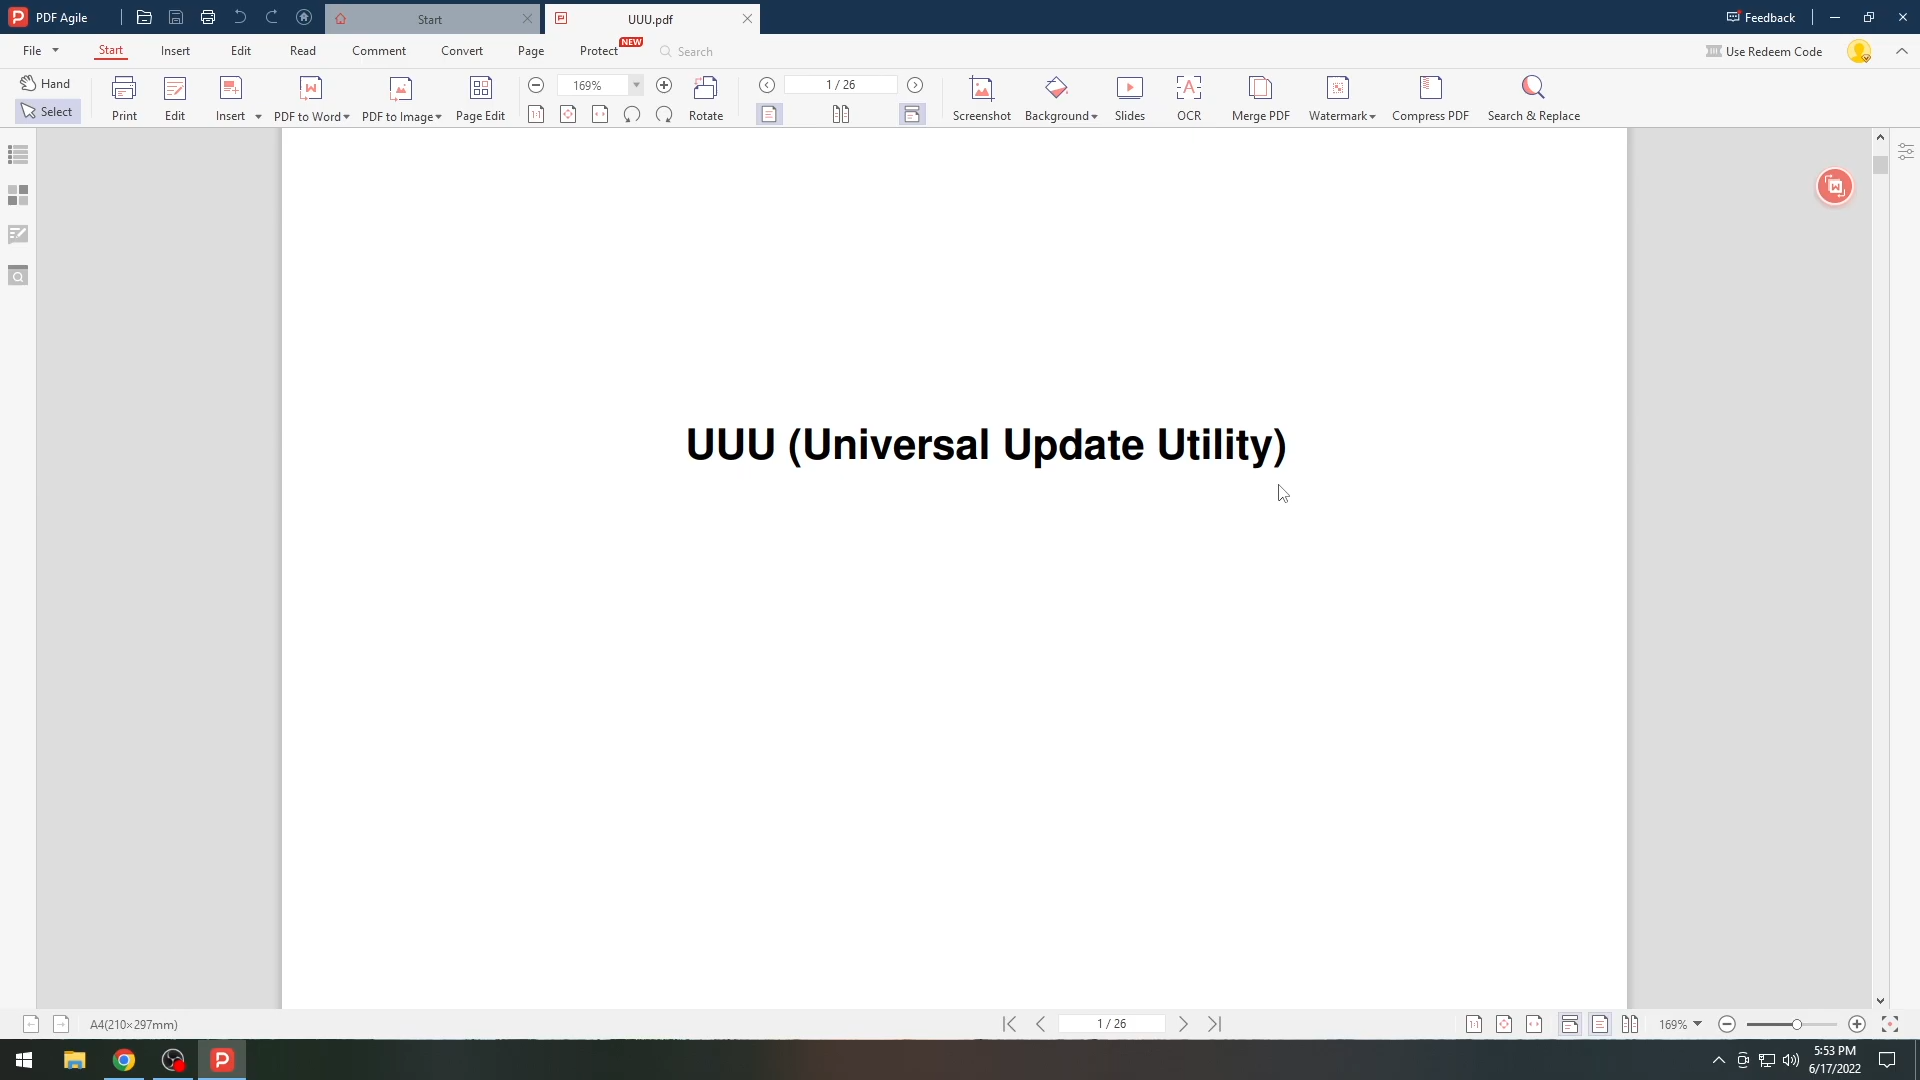 PDF Agile
Start
UUU.pdf
Feedback
File
Start
Insert
Edit
Read
Comment
Convert
Page
Protect
NEW
Search
Use Redeem Code
Hand
Select
Print
Edit
Insert
PDF to Word
PDF to Image
Page Edit
169%
Rotate
1 / 26
Screenshot
Background
Slides
OCR
Merge PDF
Watermark
Compress PDF
Search & Replace
UUU (Universal Update Utility)
A4(210×297mm)
1 / 26
169%
5:53 PM
6/17/2022